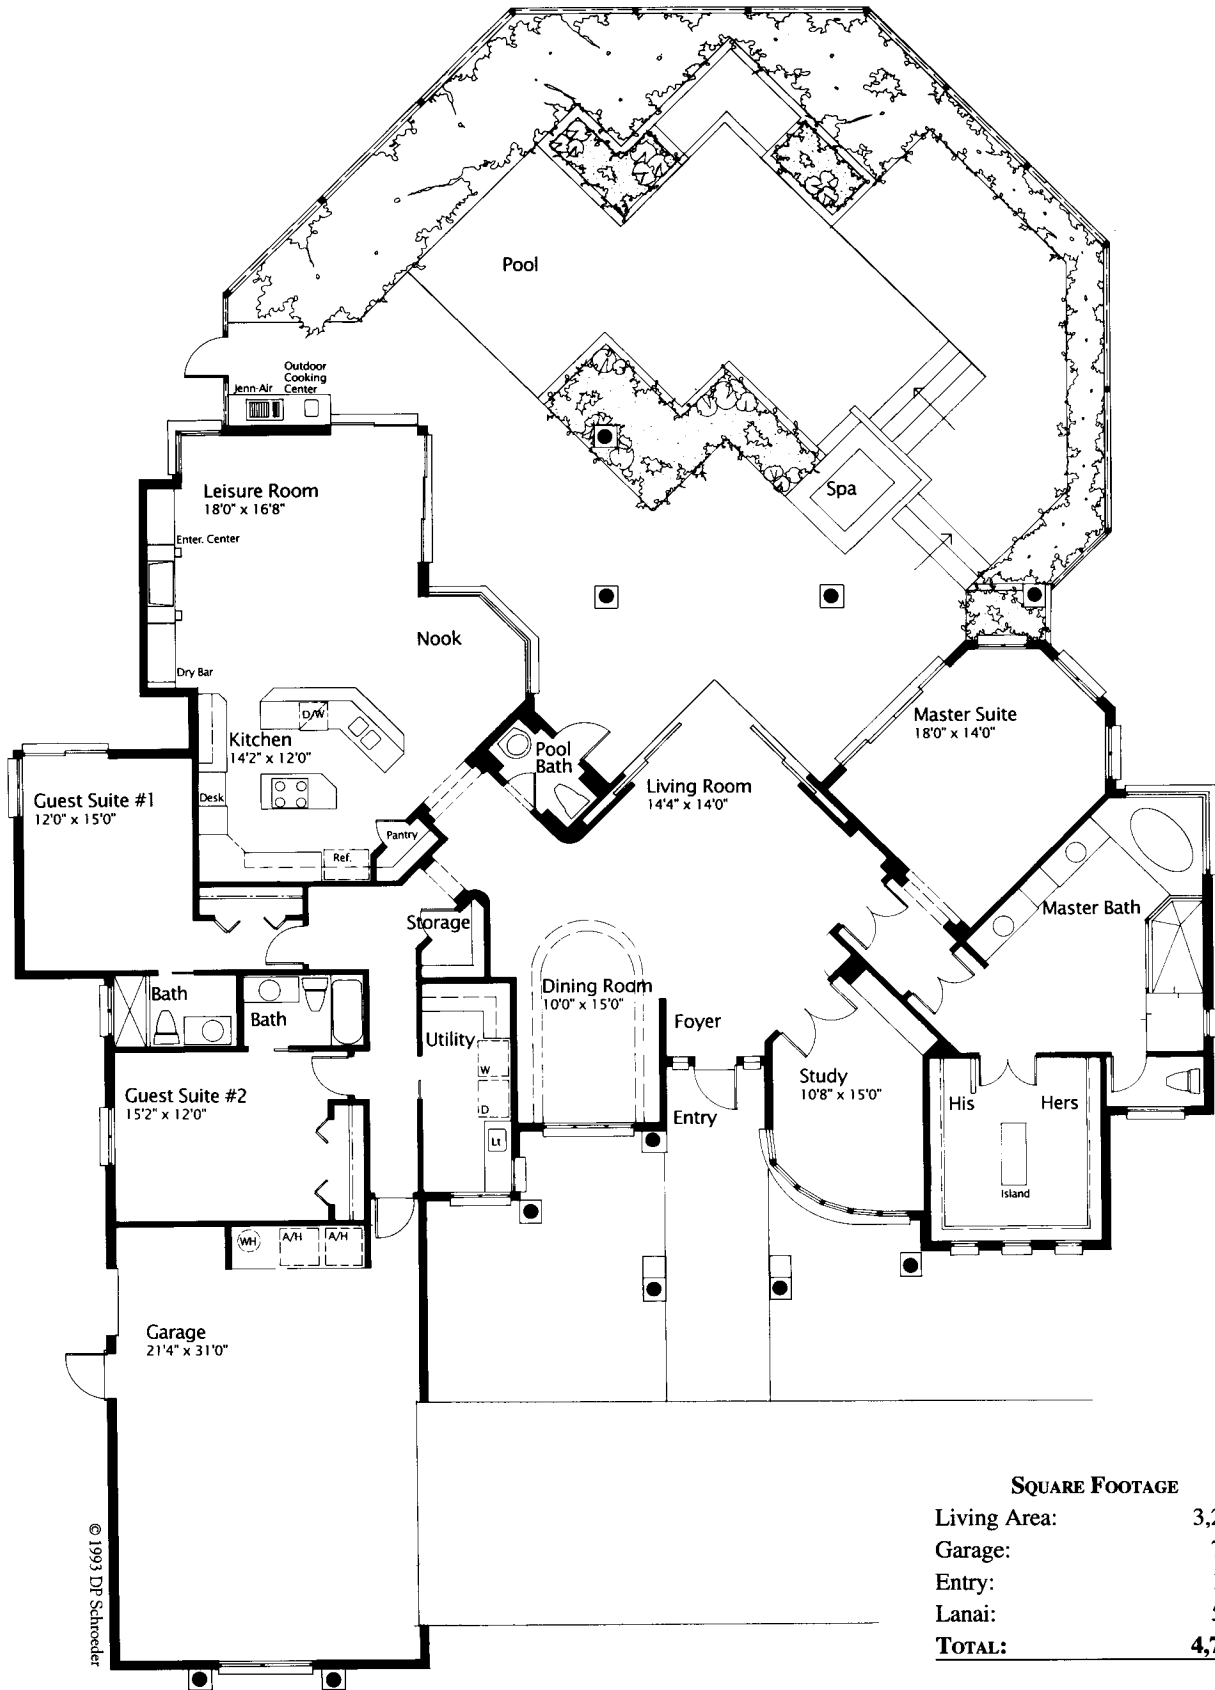 Pool
Outdoor
Cooking
Center
Jenn-Air
Leisure Room
18'0" x 16'8"
Spa
Enter. Center
Nook
Dry Bar
D/W
Master Suite
18'0" x 14'0"
Kitchen
14'2" x 12'0"
Pool
Bath
Living Room
14'4" x 14'0"
Guest Suite #1
12'0" x 15'0"
Desk
Pantry
Ref.
Master Bath
Storage
Dining Room
10'0" x 15'0"
Bath
Bath
Foyer
Utility
W
D
Study
10'8" x 15'0"
Guest Suite #2
15'2" x 12'0"
His
Hers
Entry
Lt
Island
WH
A/H
A/H
Garage
21'4" x 31'0"
© 1993 DP Schroeder
SQUARE FOOTAGE
Living Area: 3,2
Garage:
Entry:
Lanai:
TOTAL: 4,7